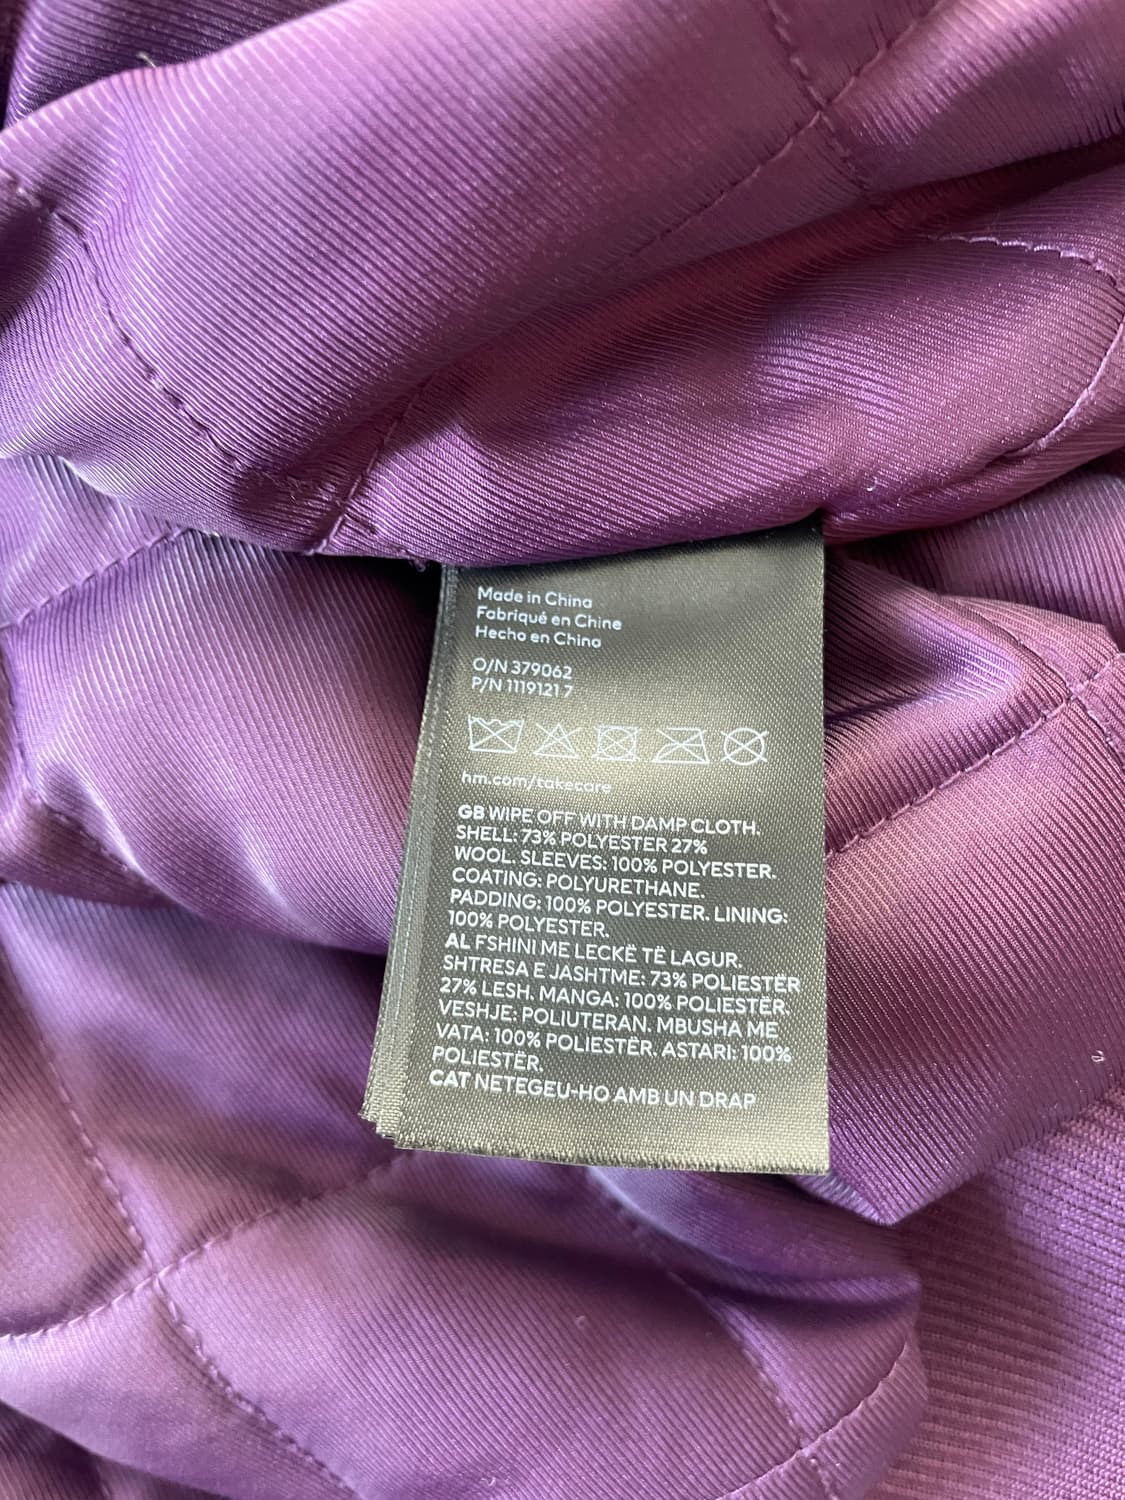 Made in China
Fabriqué en Chine
Hecho en China
O/N 379062
P/N 1119121 7
hm.com/takecare
GB WIPE OFF WITH DAMP CLOTH.
SHELL: 73% POLYESTER 27%
WOOL. SLEEVES: 100% POLYESTER.
COATING: POLYURETHANE.
PADDING: 100% POLYESTER. LINING:
100% POLYESTER.
AL FSHINI ME LECKË TË LAGUR.
SHTRESA E JASHTME: 73% POLIESTËR
27% LESH. MANGA: 100% POLIESTËR.
VESHJE: POLIUTERAN. MBUSHA ME
VATA: 100% POLIESTËR. ASTARI: 100%
POLIESTËR.
CAT NETEGEU-HO AMB UN DRAP